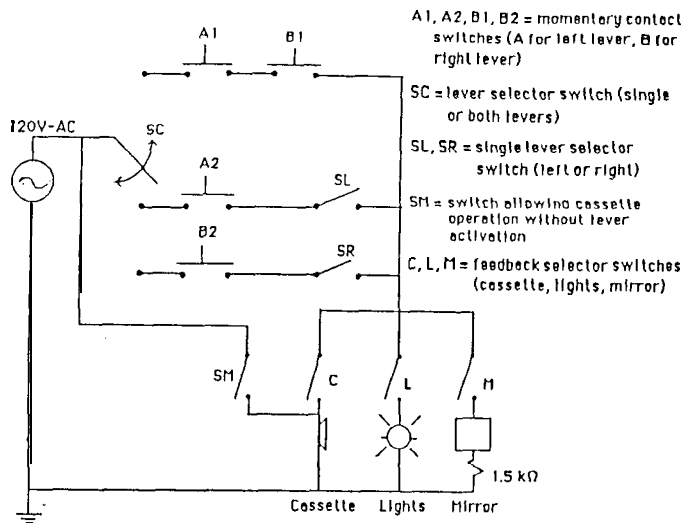 A1, A2, B1, B2 = momentary contact
switches (A for left lever, B for
right lever)
A1
B1
SC = lever selector switch (single
or both levers)
120V-AC
SC
SL, SR = single lever selector
switch (left or right)
A2
SL
SM = switch allowing cassette
operation without lever
activation
B2
SR
C, L, M = feedback selector switches
(cassette, lights, mirror)
SM
C
L
M
1.5 kΩ
Cassette
Lights
Mirror